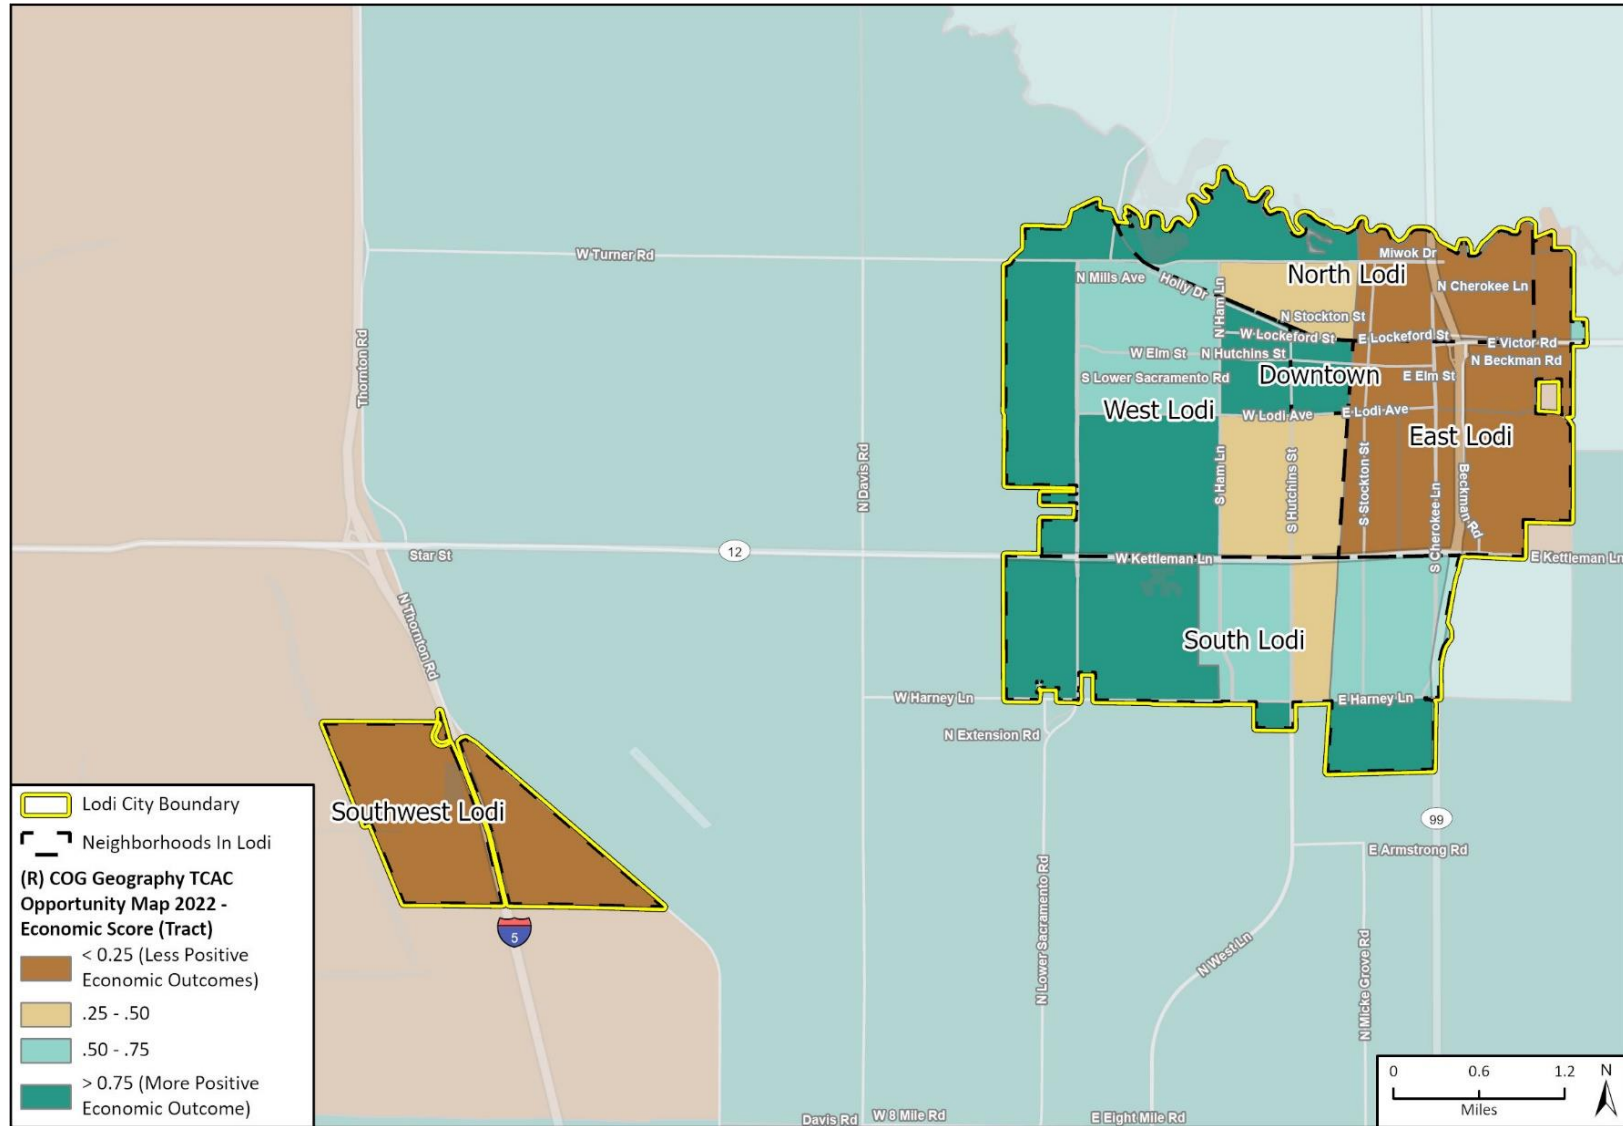 W Turner Rd
Miwok Dr
North Lodi
N Mills Ave
Holly Dr
N Ham Ln
N Cherokee Ln
N Stockton St
W Lockeford St
E Lockeford St
E Victor Rd
W Elm St
N Hutchins St
N Beckman Rd
S Lower Sacramento Rd
Downtown
E Elm St
West Lodi
W Lodi Ave
E Lodi Ave
East Lodi
Thornton Rd
N Davis Rd
S Ham Ln
S Hutchins St
S Stockton St
S Cherokee Ln
Beckman Rd
Star St
12
W Kettleman Ln
E Kettleman Ln
N Thornton Rd
South Lodi
W Harney Ln
E Harney Ln
N Extension Rd
Southwest Lodi
99
E Armstrong Rd
5
N Lower Sacramento Rd
N West Ln
N Micke Grove Rd
Davis Rd
W 8 Mile Rd
E Eight Mile Rd
Lodi City Boundary
Neighborhoods In Lodi
(R) COG Geography TCAC
Opportunity Map 2022 -
Economic Score (Tract)
< 0.25 (Less Positive
Economic Outcomes)
.25 - .50
.50 - .75
> 0.75 (More Positive
Economic Outcome)
0 0.6 1.2
Miles
N